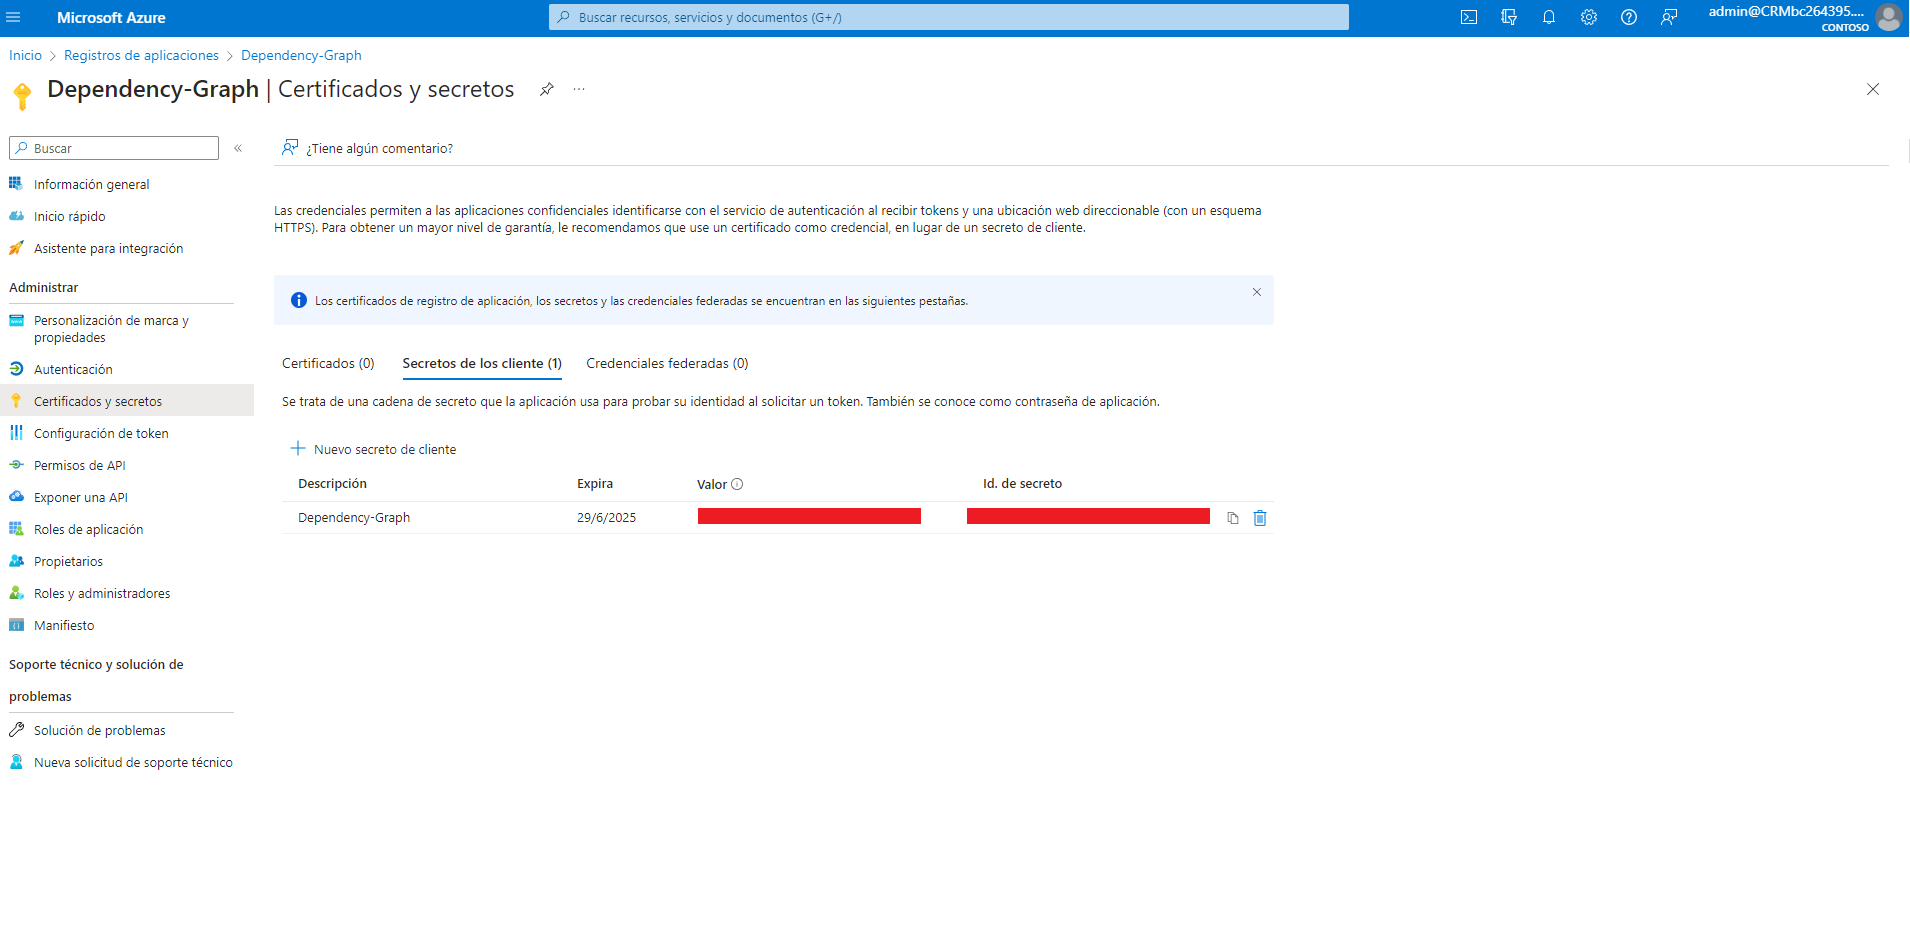 Microsoft Azure
Buscar recursos, servicios y documentos (G+/)
admin@CRMbc264395....
CONTOSO
Inicio > Registros de aplicaciones > Dependency-Graph
Dependency-Graph | Certificados y secretos
Buscar
¿Tiene algún comentario?
Información general
Inicio rápido
Asistente para integración
Administrar
Personalización de marca y
propiedades
Autenticación
Certificados y secretos
Configuración de token
Permisos de API
Exponer una API
Roles de aplicación
Propietarios
Roles y administradores
Manifiesto
Soporte técnico y solución de
problemas
Solución de problemas
Nueva solicitud de soporte técnico
Las credenciales permiten a las aplicaciones confidenciales identificarse con el servicio de autenticación al recibir tokens y una ubicación web direccionable (con un esquema
HTTPS). Para obtener un mayor nivel de garantía, le recomendamos que use un certificado como credencial, en lugar de un secreto de cliente.
Los certificados de registro de aplicación, los secretos y las credenciales federadas se encuentran en las siguientes pestañas.
Certificados (0) Secretos de los cliente (1) Credenciales federadas (0)
Se trata de una cadena de secreto que la aplicación usa para probar su identidad al solicitar un token. También se conoce como contraseña de aplicación.
Nuevo secreto de cliente
Descripción Expira Valor Id. de secreto
Dependency-Graph 29/6/2025